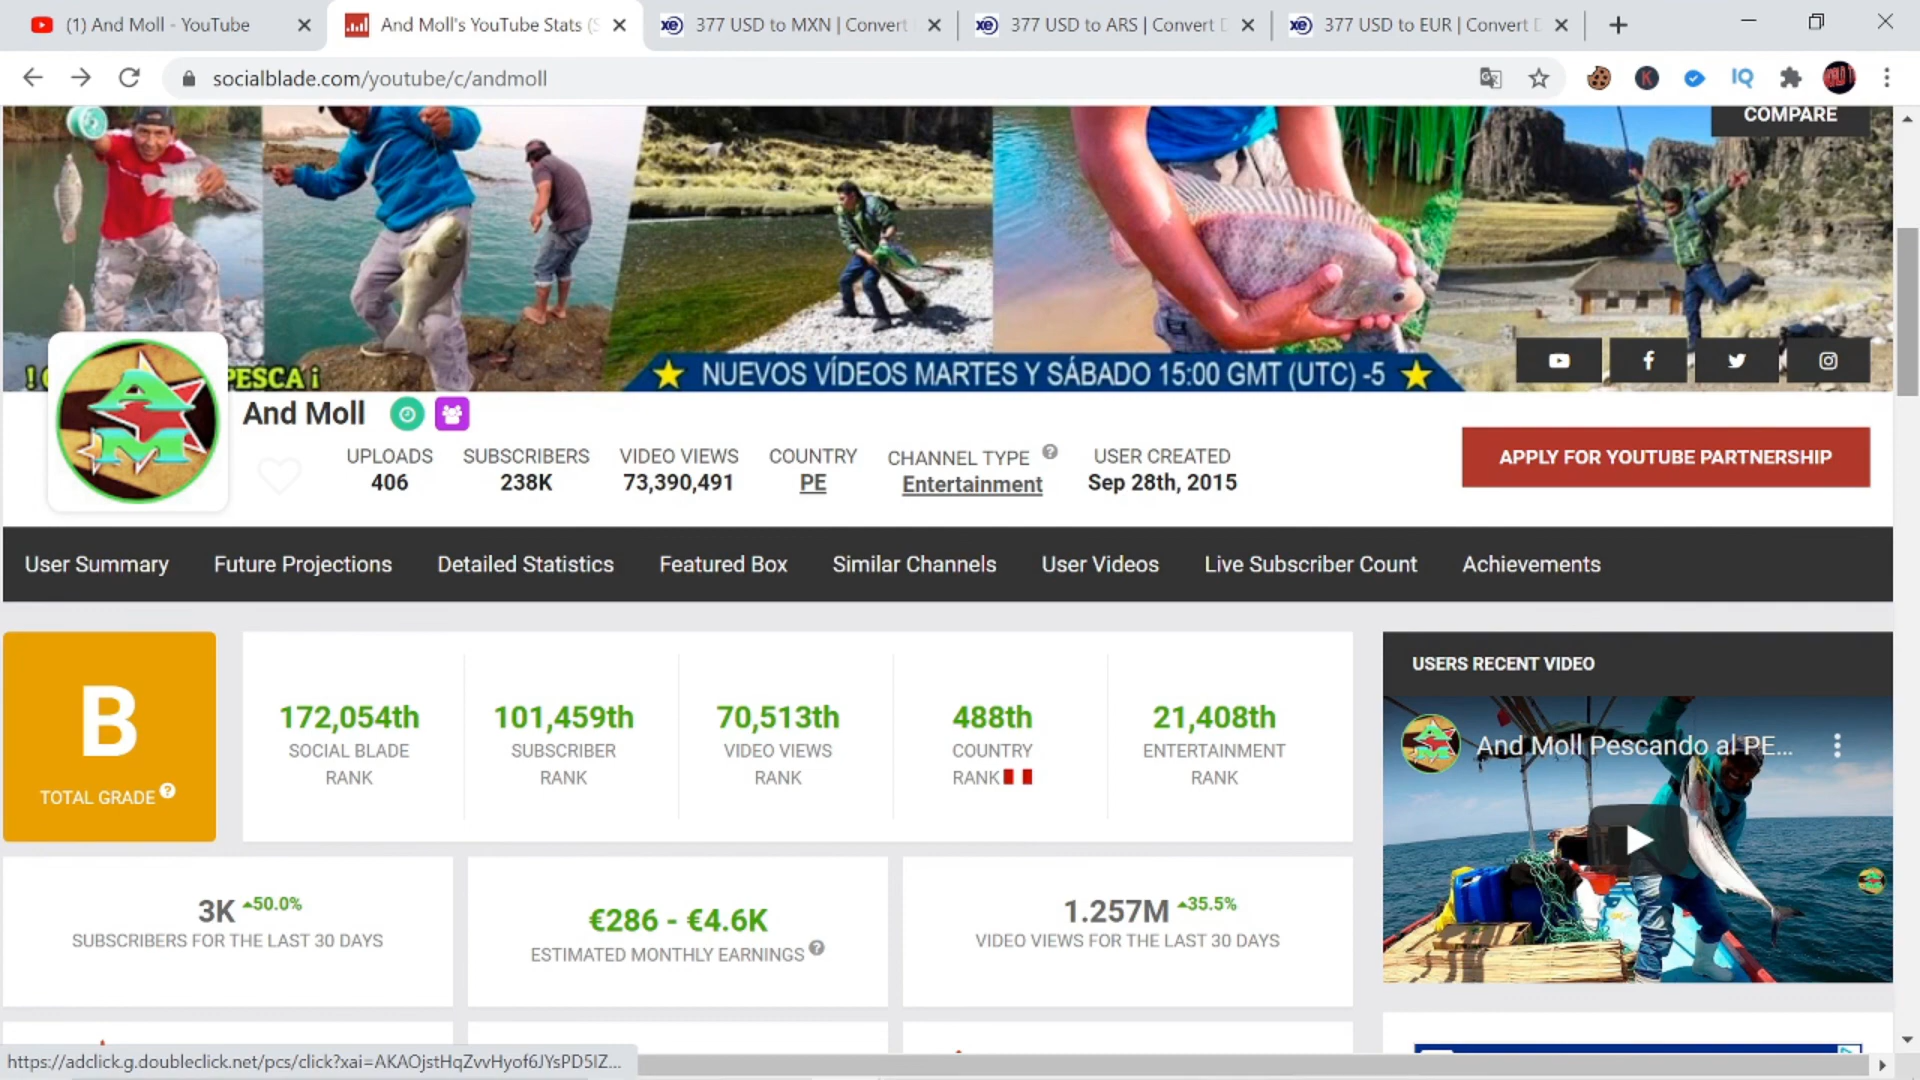 (1) And Moll - YouTube
And Moll's YouTube Stats (S
377 USD to MXN | Convert
377 USD to ARS | Convert D
377 USD to EUR | Convert D
socialblade.com/youtube/c/andmoll
K
IQ
COMPARE
PESCA ¡
NUEVOS VÍDEOS MARTES Y SÁBADO 15:00 GMT (UTC) -5
AM
And Moll
UPLOADS
406
SUBSCRIBERS
238K
VIDEO VIEWS
73,390,491
COUNTRY
PE
CHANNEL TYPE
Entertainment
USER CREATED
Sep 28th, 2015
APPLY FOR YOUTUBE PARTNERSHIP
User Summary
Future Projections
Detailed Statistics
Featured Box
Similar Channels
User Videos
Live Subscriber Count
Achievements
B
TOTAL GRADE
172,054th
SOCIAL BLADE
RANK
101,459th
SUBSCRIBER
RANK
70,513th
VIDEO VIEWS
RANK
488th
COUNTRY
RANK
21,408th
ENTERTAINMENT
RANK
USERS RECENT VIDEO
And Moll Pescando al PE...
3K 50.0%
SUBSCRIBERS FOR THE LAST 30 DAYS
€286 - €4.6K
ESTIMATED MONTHLY EARNINGS
1.257M 35.5%
VIDEO VIEWS FOR THE LAST 30 DAYS
https://adclick.g.doubleclick.net/pcs/click?xai=AKAOjstHqZvvHyof6JYsPD5IZ...